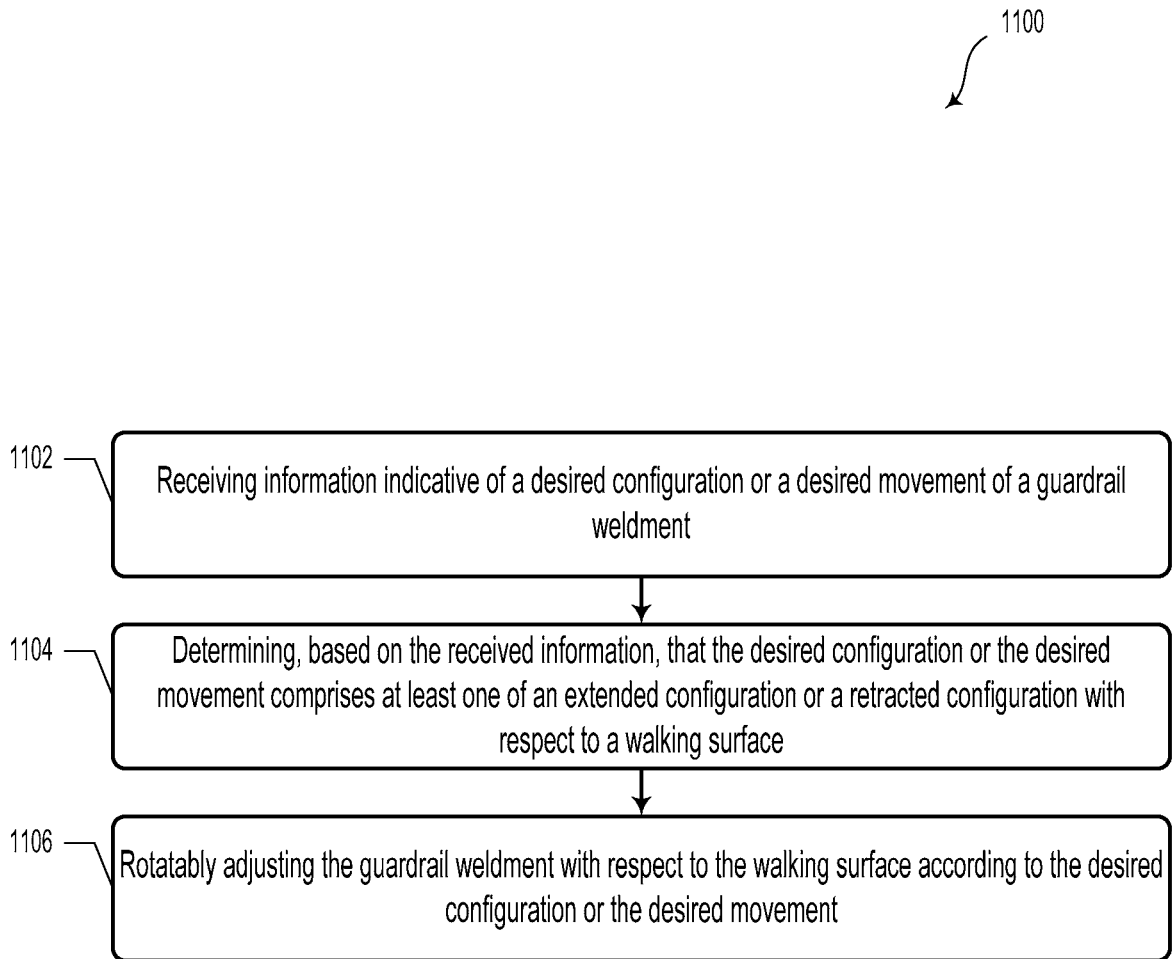 1100
1102
Receiving information indicative of a desired configuration or a desired movement of a guardrail
weldment
1104
Determining, based on the received information, that the desired configuration or the desired
movement comprises at least one of an extended configuration or a retracted configuration with
respect to a walking surface
1106
Rotatably adjusting the guardrail weldment with respect to the walking surface according to the desired
configuration or the desired movement